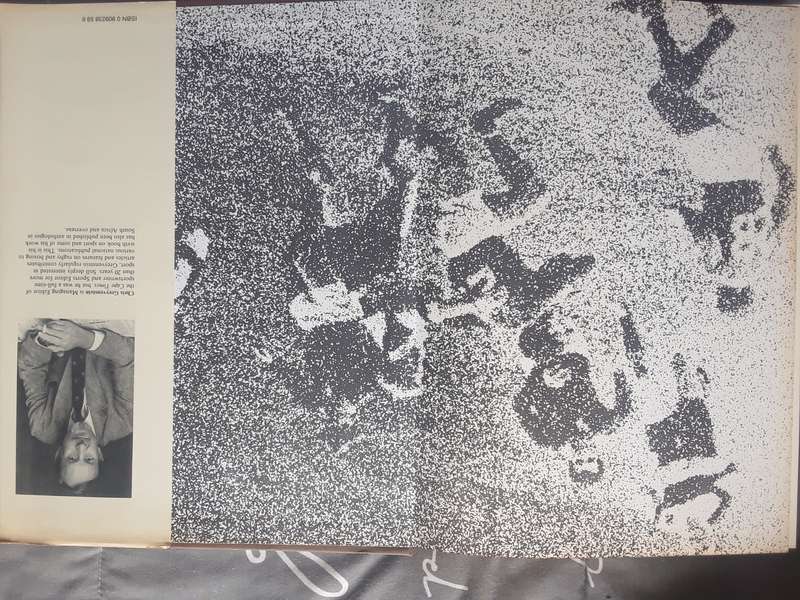 Chris Greyvenstein is Managing Editor of
the Cape Times but he was a full-time
sportswriter and Sports Editor for more
than 20 years. Still deeply interested in
sport, Greyvenstein regularly contributes
articles and features on rugby and boxing to
various national publications. This is his
sixth book on sport and some of his work
has also been published in anthologies in
South Africa and overseas.
ISBN 0 909238 59 6